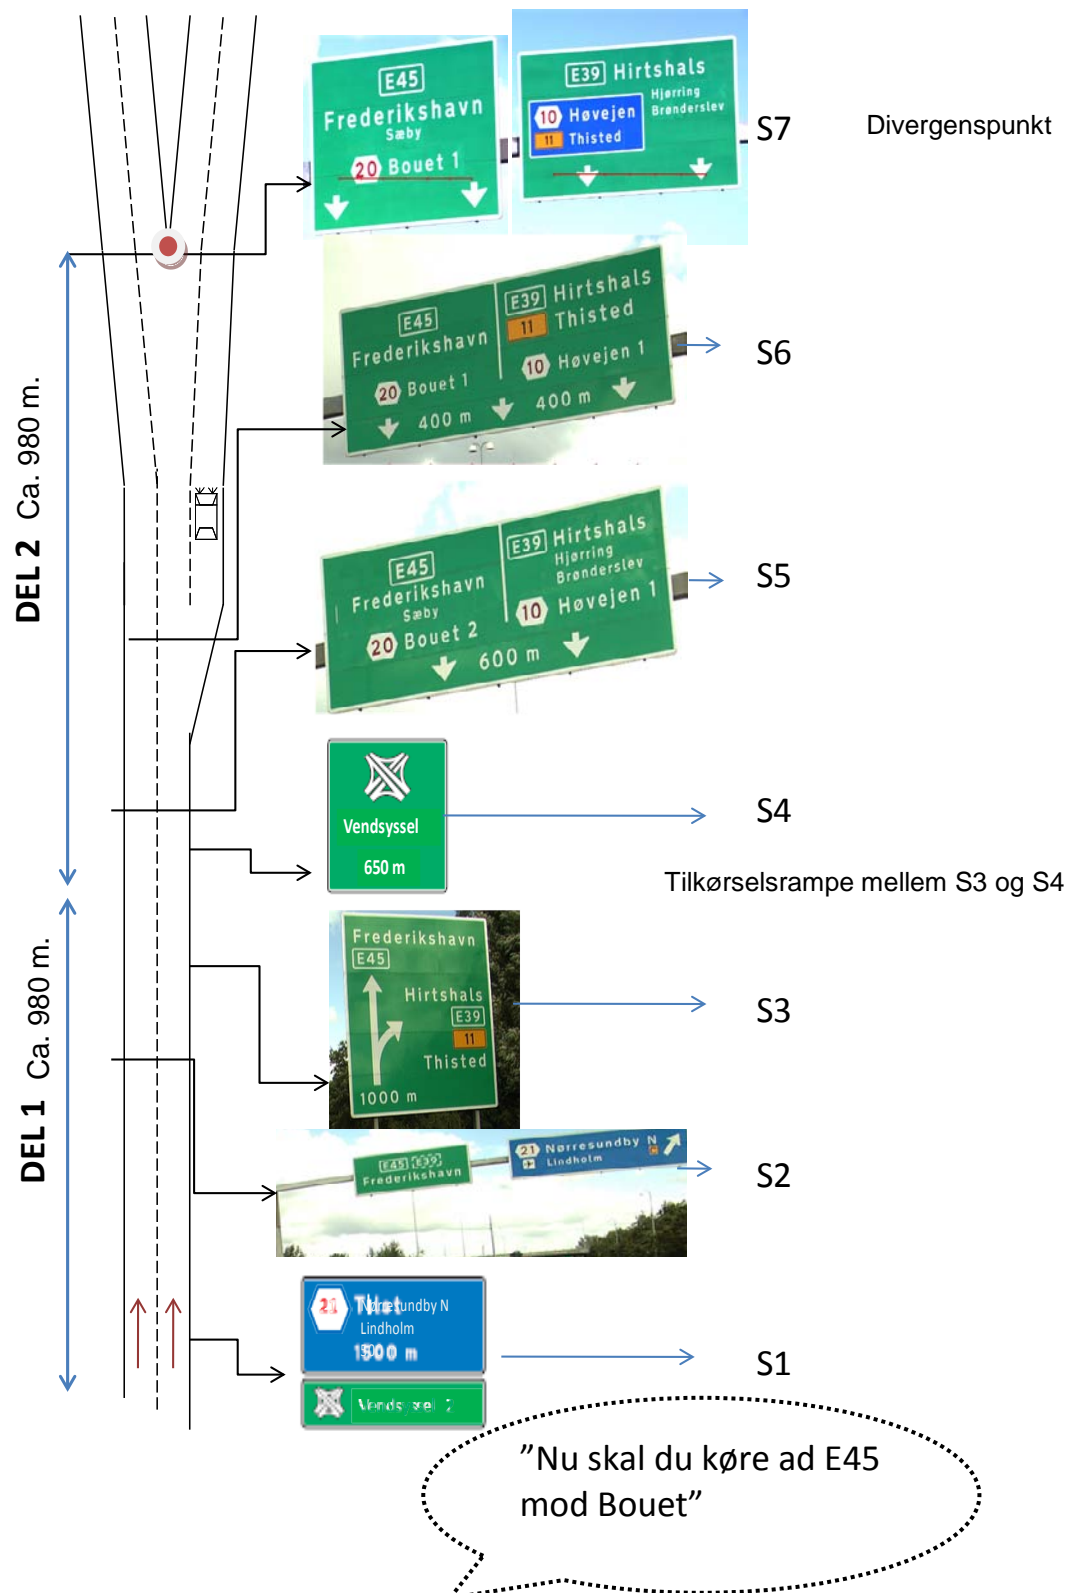 E45
Frederikshavn
Sæby
20 Bouet 1
E39 Hirtshals
Hjørring
Brønderslev
10 Høvejen
11 Thisted
S7
Divergenspunkt
E45
Frederikshavn
20 Bouet 1
400 m
E39 Hirtshals
11 Thisted
10 Høvejen 1
400 m
S6
DEL 2 Ca. 980 m.
E45
Frederikshavn
Sæby
20 Bouet 2
E39 Hirtshals
Hjørring
Brønderslev
10 Høvejen 1
600 m
S5
Vendsyssel
650 m
S4
Tilkørselsrampe mellem S3 og S4
DEL 1 Ca. 980 m.
Frederikshavn
E45
Hirtshals
E39
11
Thisted
1000 m
S3
E45 E39
Frederikshavn
21 Nørresundby N
Lindholm
S2
21
Nørresundby N
Lindholm
S1
”Nu skal du køre ad E45
mod Bouet”